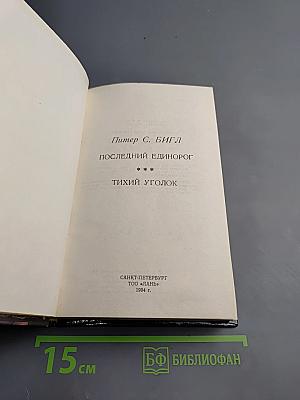 Питер С. БИГЛ
ПОСЛЕДНИЙ ЕДИНОРОГ
* * *
ТИХИЙ УГОЛОК
САНКТ-ПЕТЕРБУРГ
ТОО «ЛАНЬ»
1994 г.
15 см
БФ БИБЛИОФАН